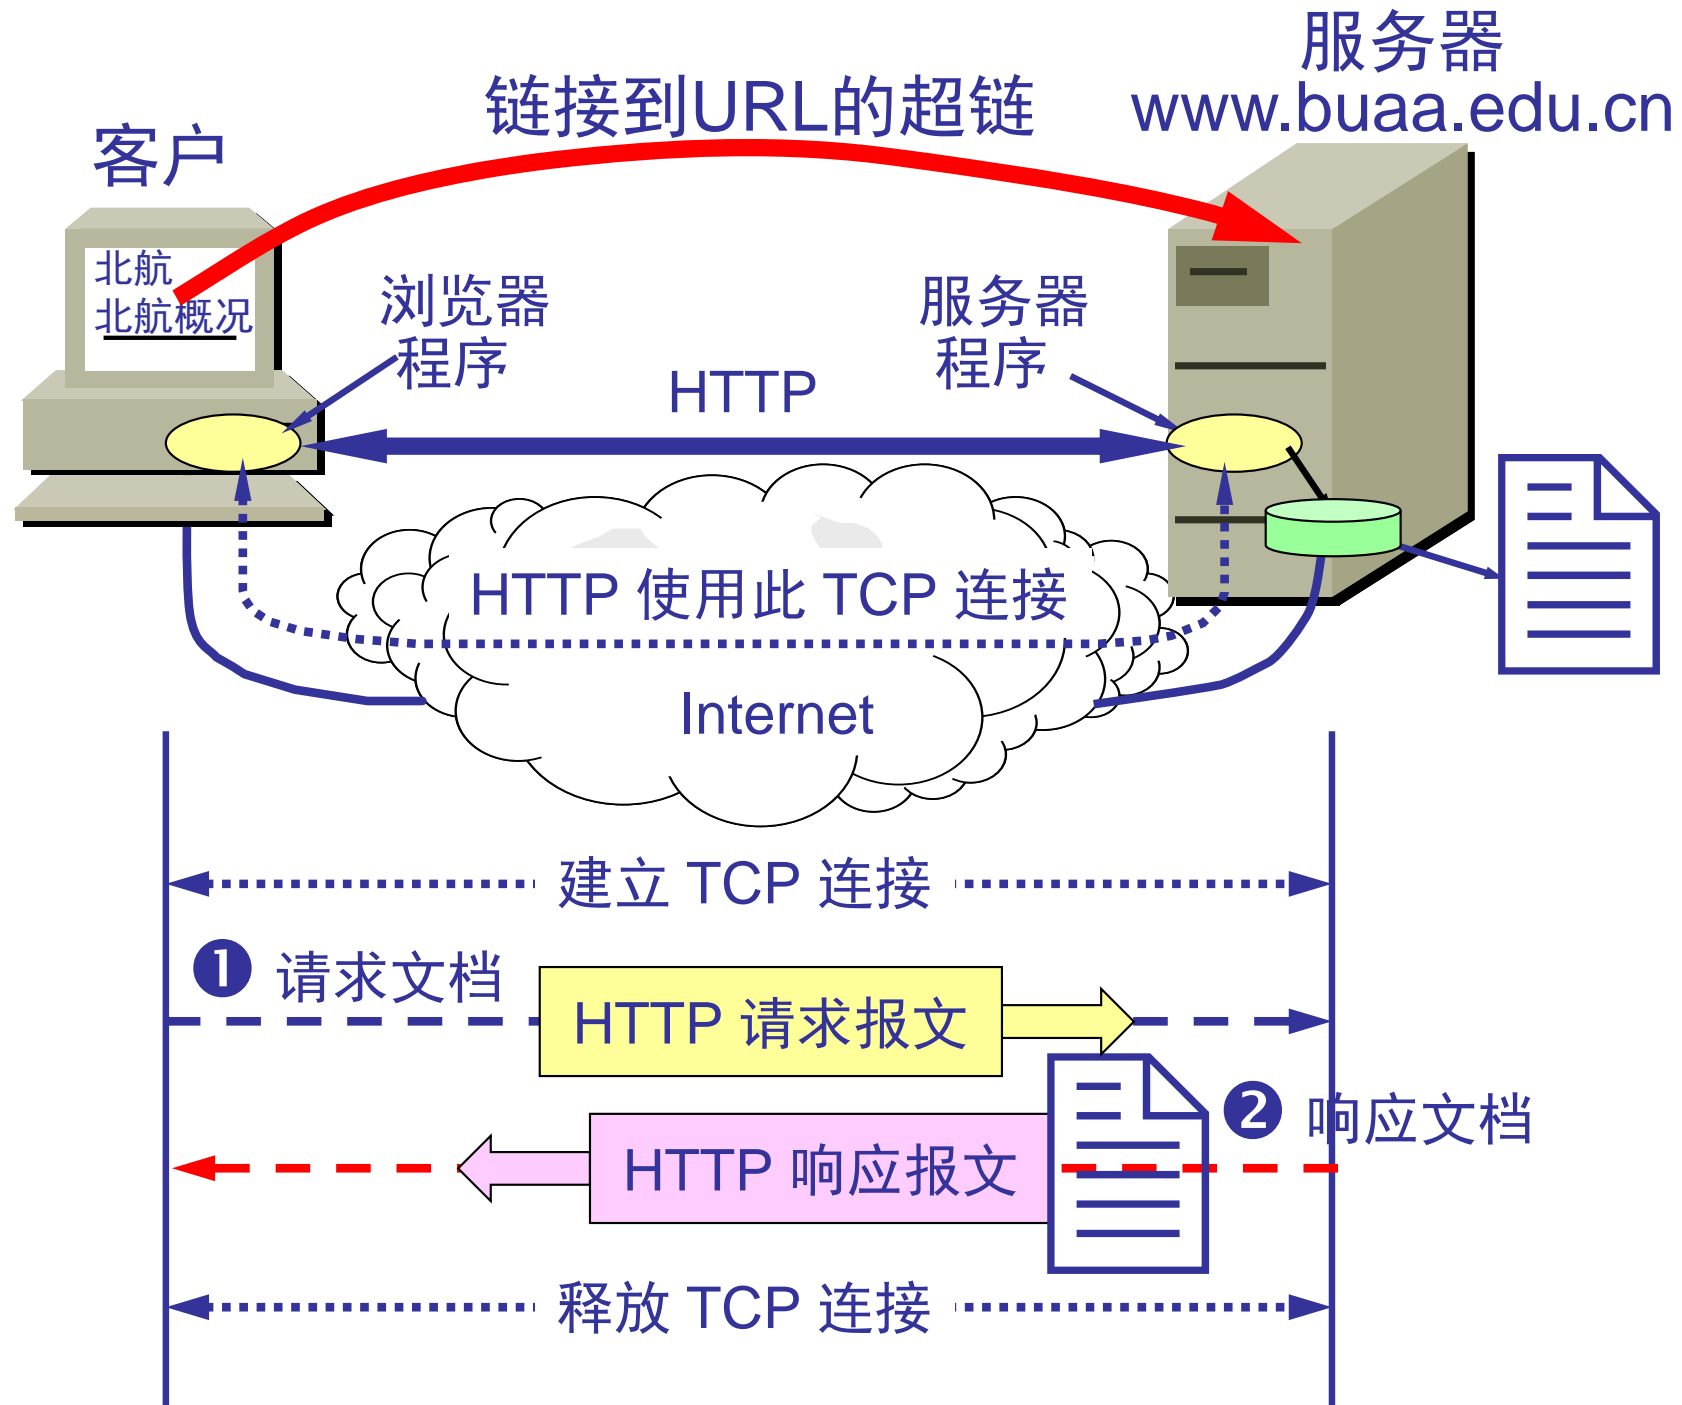 服务器
www.buaa.edu.cn
链接到URL的超链
客户
北航
北航概况
浏览器
程序
服务器
程序
HTTP
HTTP 使用此 TCP 连接
Internet
建立 TCP 连接
❶ 请求文档
HTTP 请求报文
❷ 响应文档
HTTP 响应报文
释放 TCP 连接